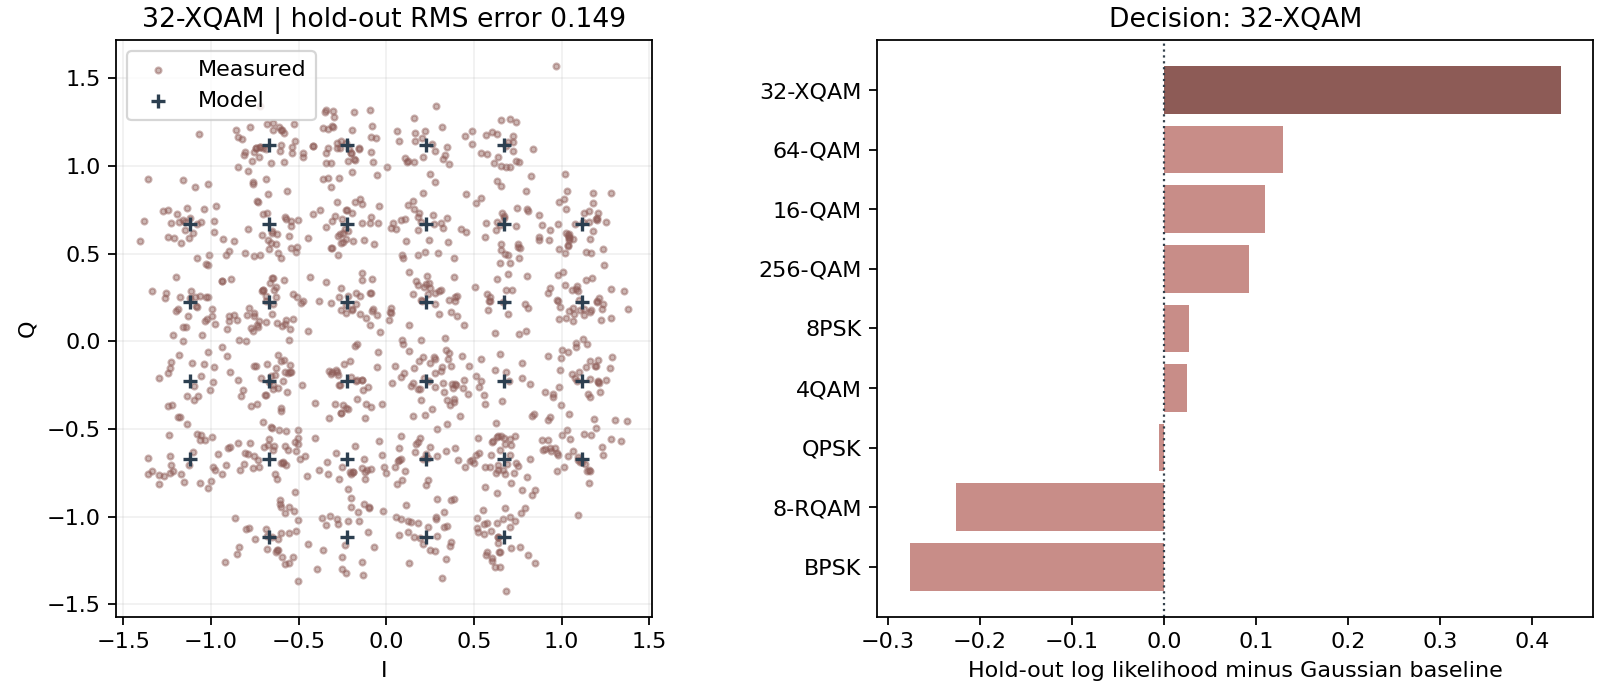 32-XQAM | hold-out RMS error 0.149
Measured
Model
1.5
1.0
0.5
0.0
−0.5
−1.0
−1.5
Q
−1.5
−1.0
−0.5
0.0
0.5
1.0
1.5
I
Decision: 32-XQAM
32-XQAM
64-QAM
16-QAM
256-QAM
8PSK
4QAM
QPSK
8-RQAM
BPSK
−0.3
−0.2
−0.1
0.0
0.1
0.2
0.3
0.4
Hold-out log likelihood minus Gaussian baseline